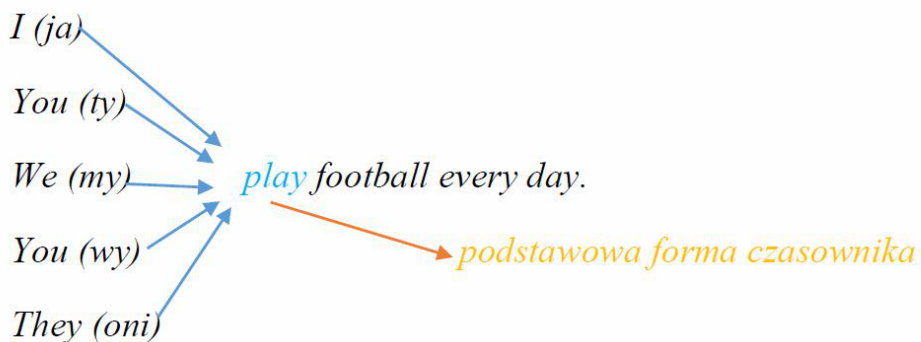 I (ja)
You (ty)
We (my)
play football every day.
You (wy)
podstawowa forma czasownika
They (oni)